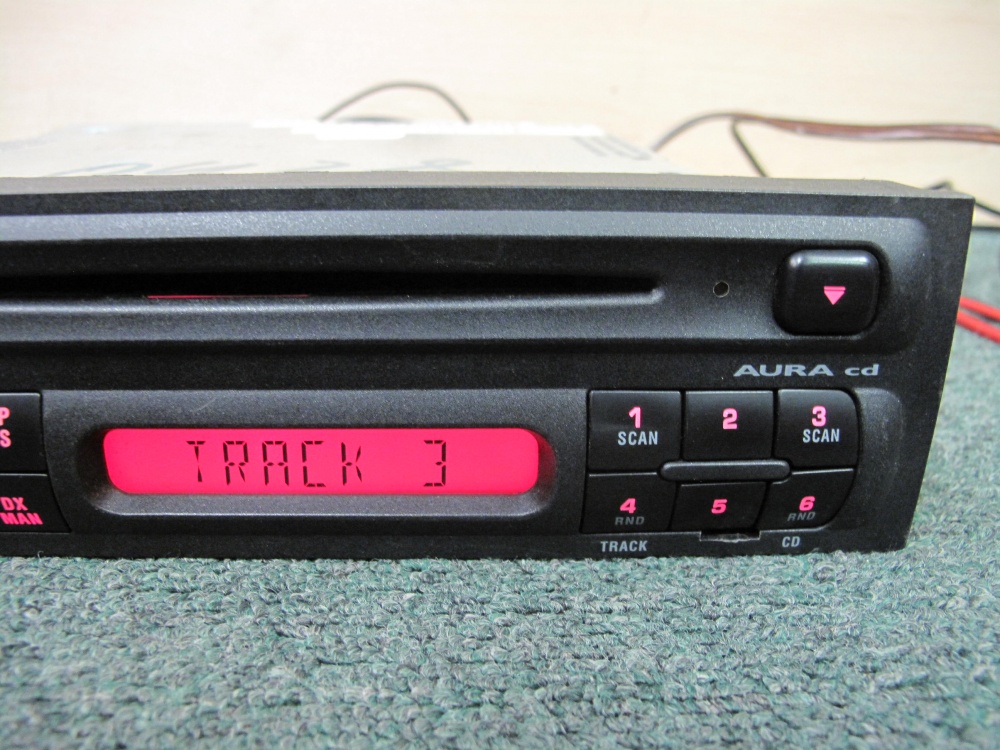 AURA cd
P
S
1
SCAN
2
3
SCAN
TRACK 3
DX
MAN
4
RND
5
6
RND
TRACK
CD